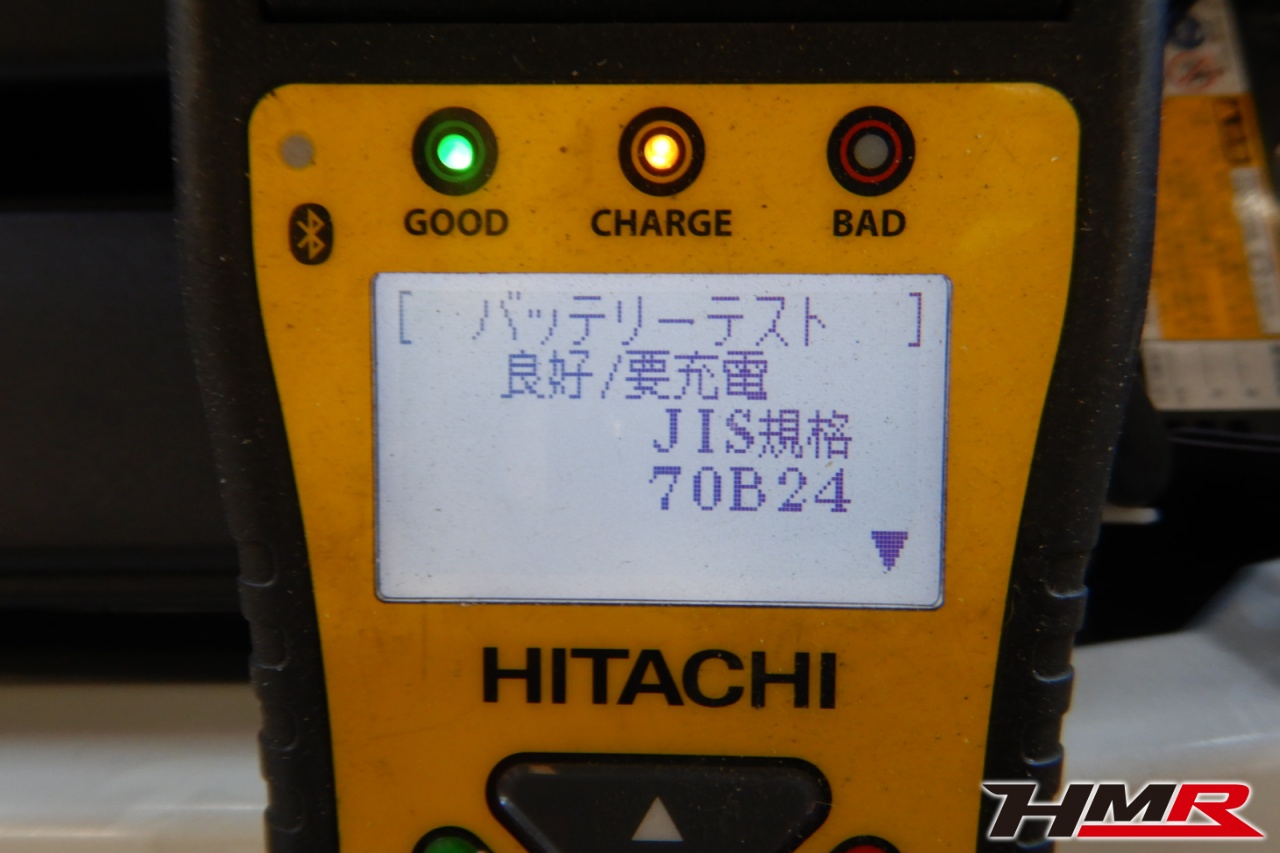 GOOD CHARGE BAD
[ バッテリーテスト ]
良好/要充電
JIS規格
70B24
HITACHI
HMR